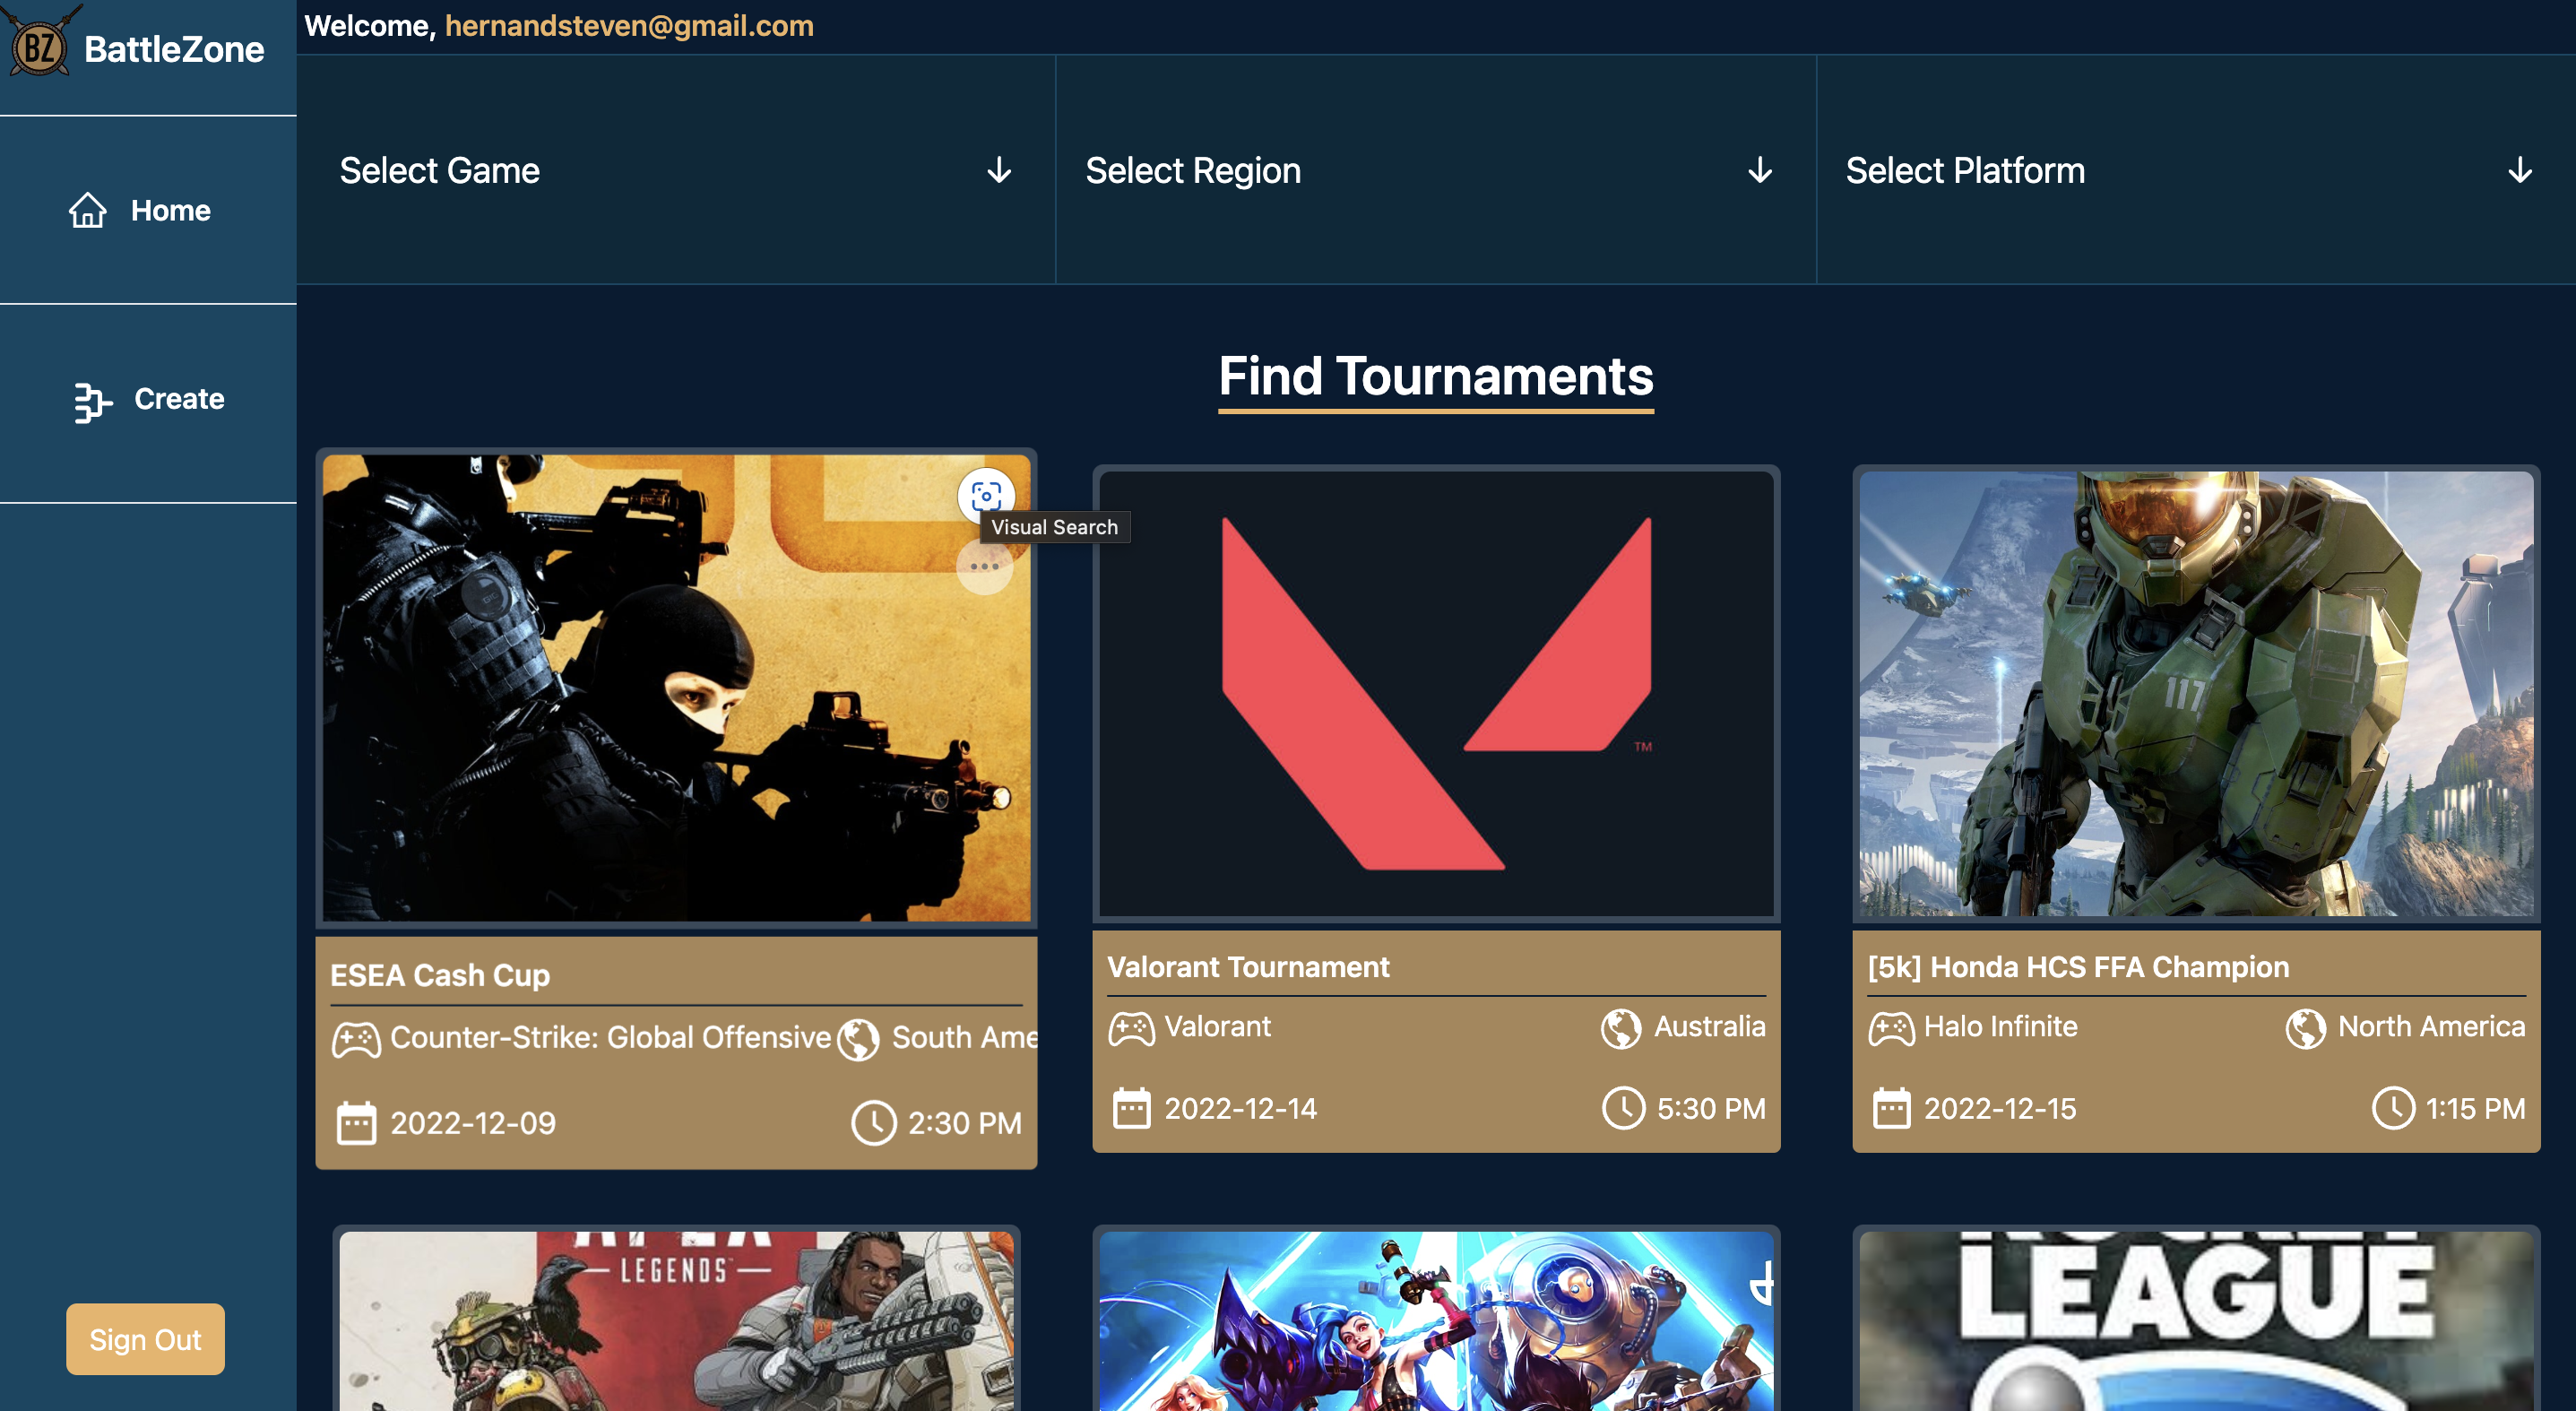 BZ
BattleZone
Welcome, hernandsteven@gmail.com
Home
Create
Sign Out
Select Game
Select Region
Select Platform
Find Tournaments
Visual Search
ESEA Cash Cup
Counter-Strike: Global Offensive
South Ame
2022-12-09
2:30 PM
TM
Valorant Tournament
Valorant
Australia
2022-12-14
5:30 PM
117
[5k] Honda HCS FFA Champion
Halo Infinite
North America
2022-12-15
1:15 PM
APEX
LEGENDS
ROCKET
LEAGUE